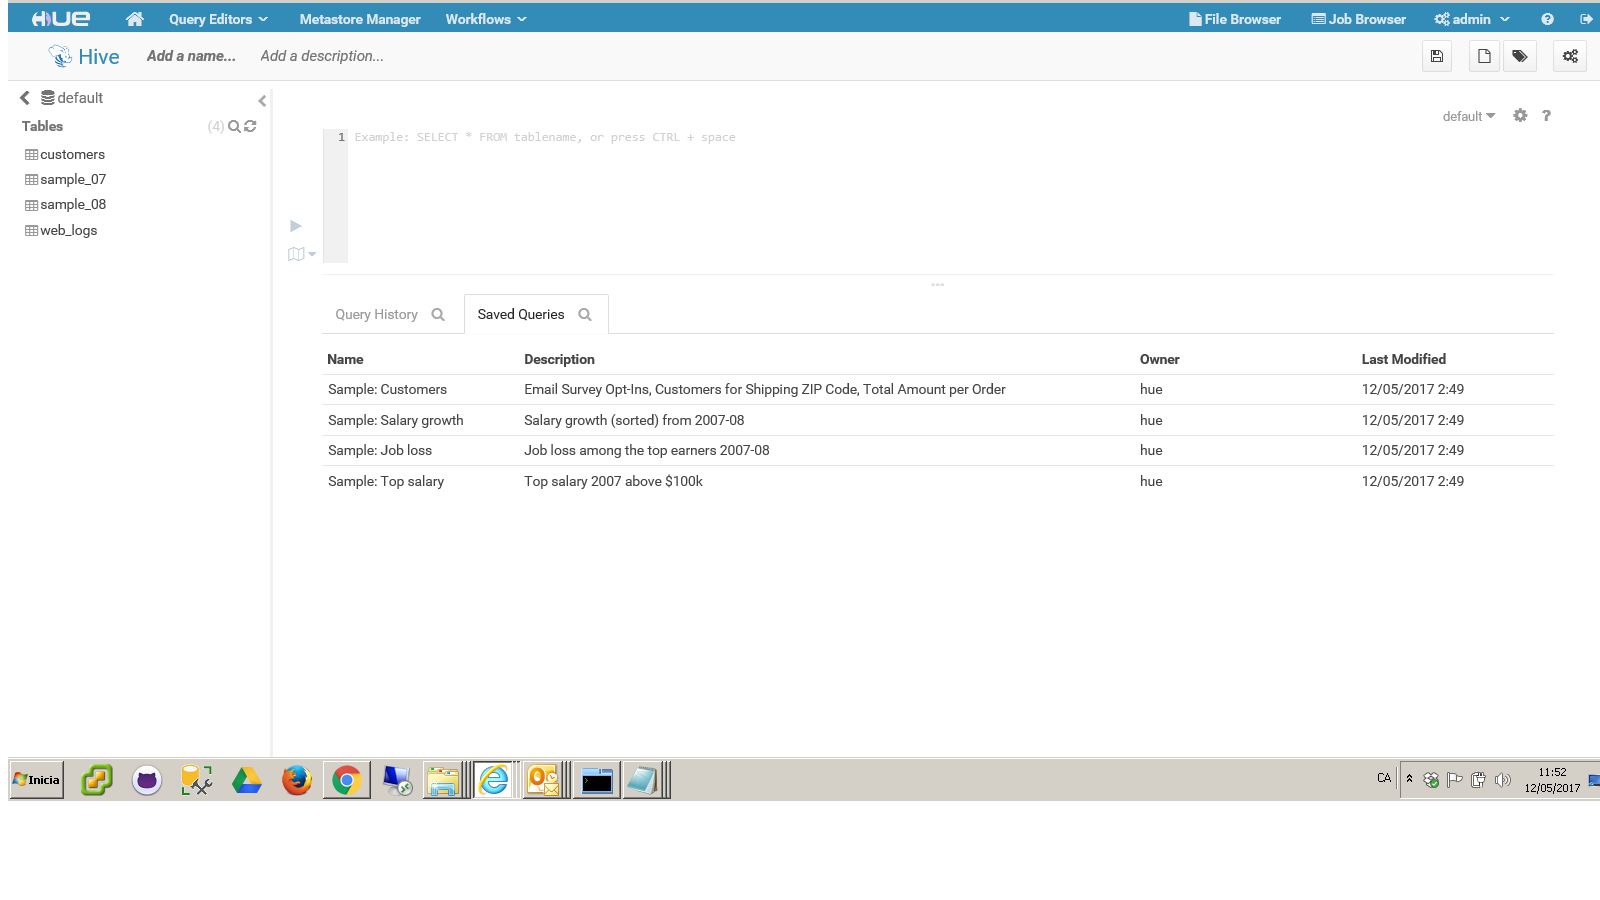 HUE Query Editors Metastore Manager Workflows File Browser Job Browser admin ?
Hive Add a name... Add a description...
default
Tables (4)
customers
sample_07
sample_08
web_logs
default ?
1 Example: SELECT * FROM tablename, or press CTRL + space
Query History Saved Queries
Name Description Owner Last Modified
Sample: Customers Email Survey Opt-Ins, Customers for Shipping ZIP Code, Total Amount per Order hue 12/05/2017 2:49
Sample: Salary growth Salary growth (sorted) from 2007-08 hue 12/05/2017 2:49
Sample: Job loss Job loss among the top earners 2007-08 hue 12/05/2017 2:49
Sample: Top salary Top salary 2007 above $100k hue 12/05/2017 2:49
Inicia CA 11:52
12/05/2017